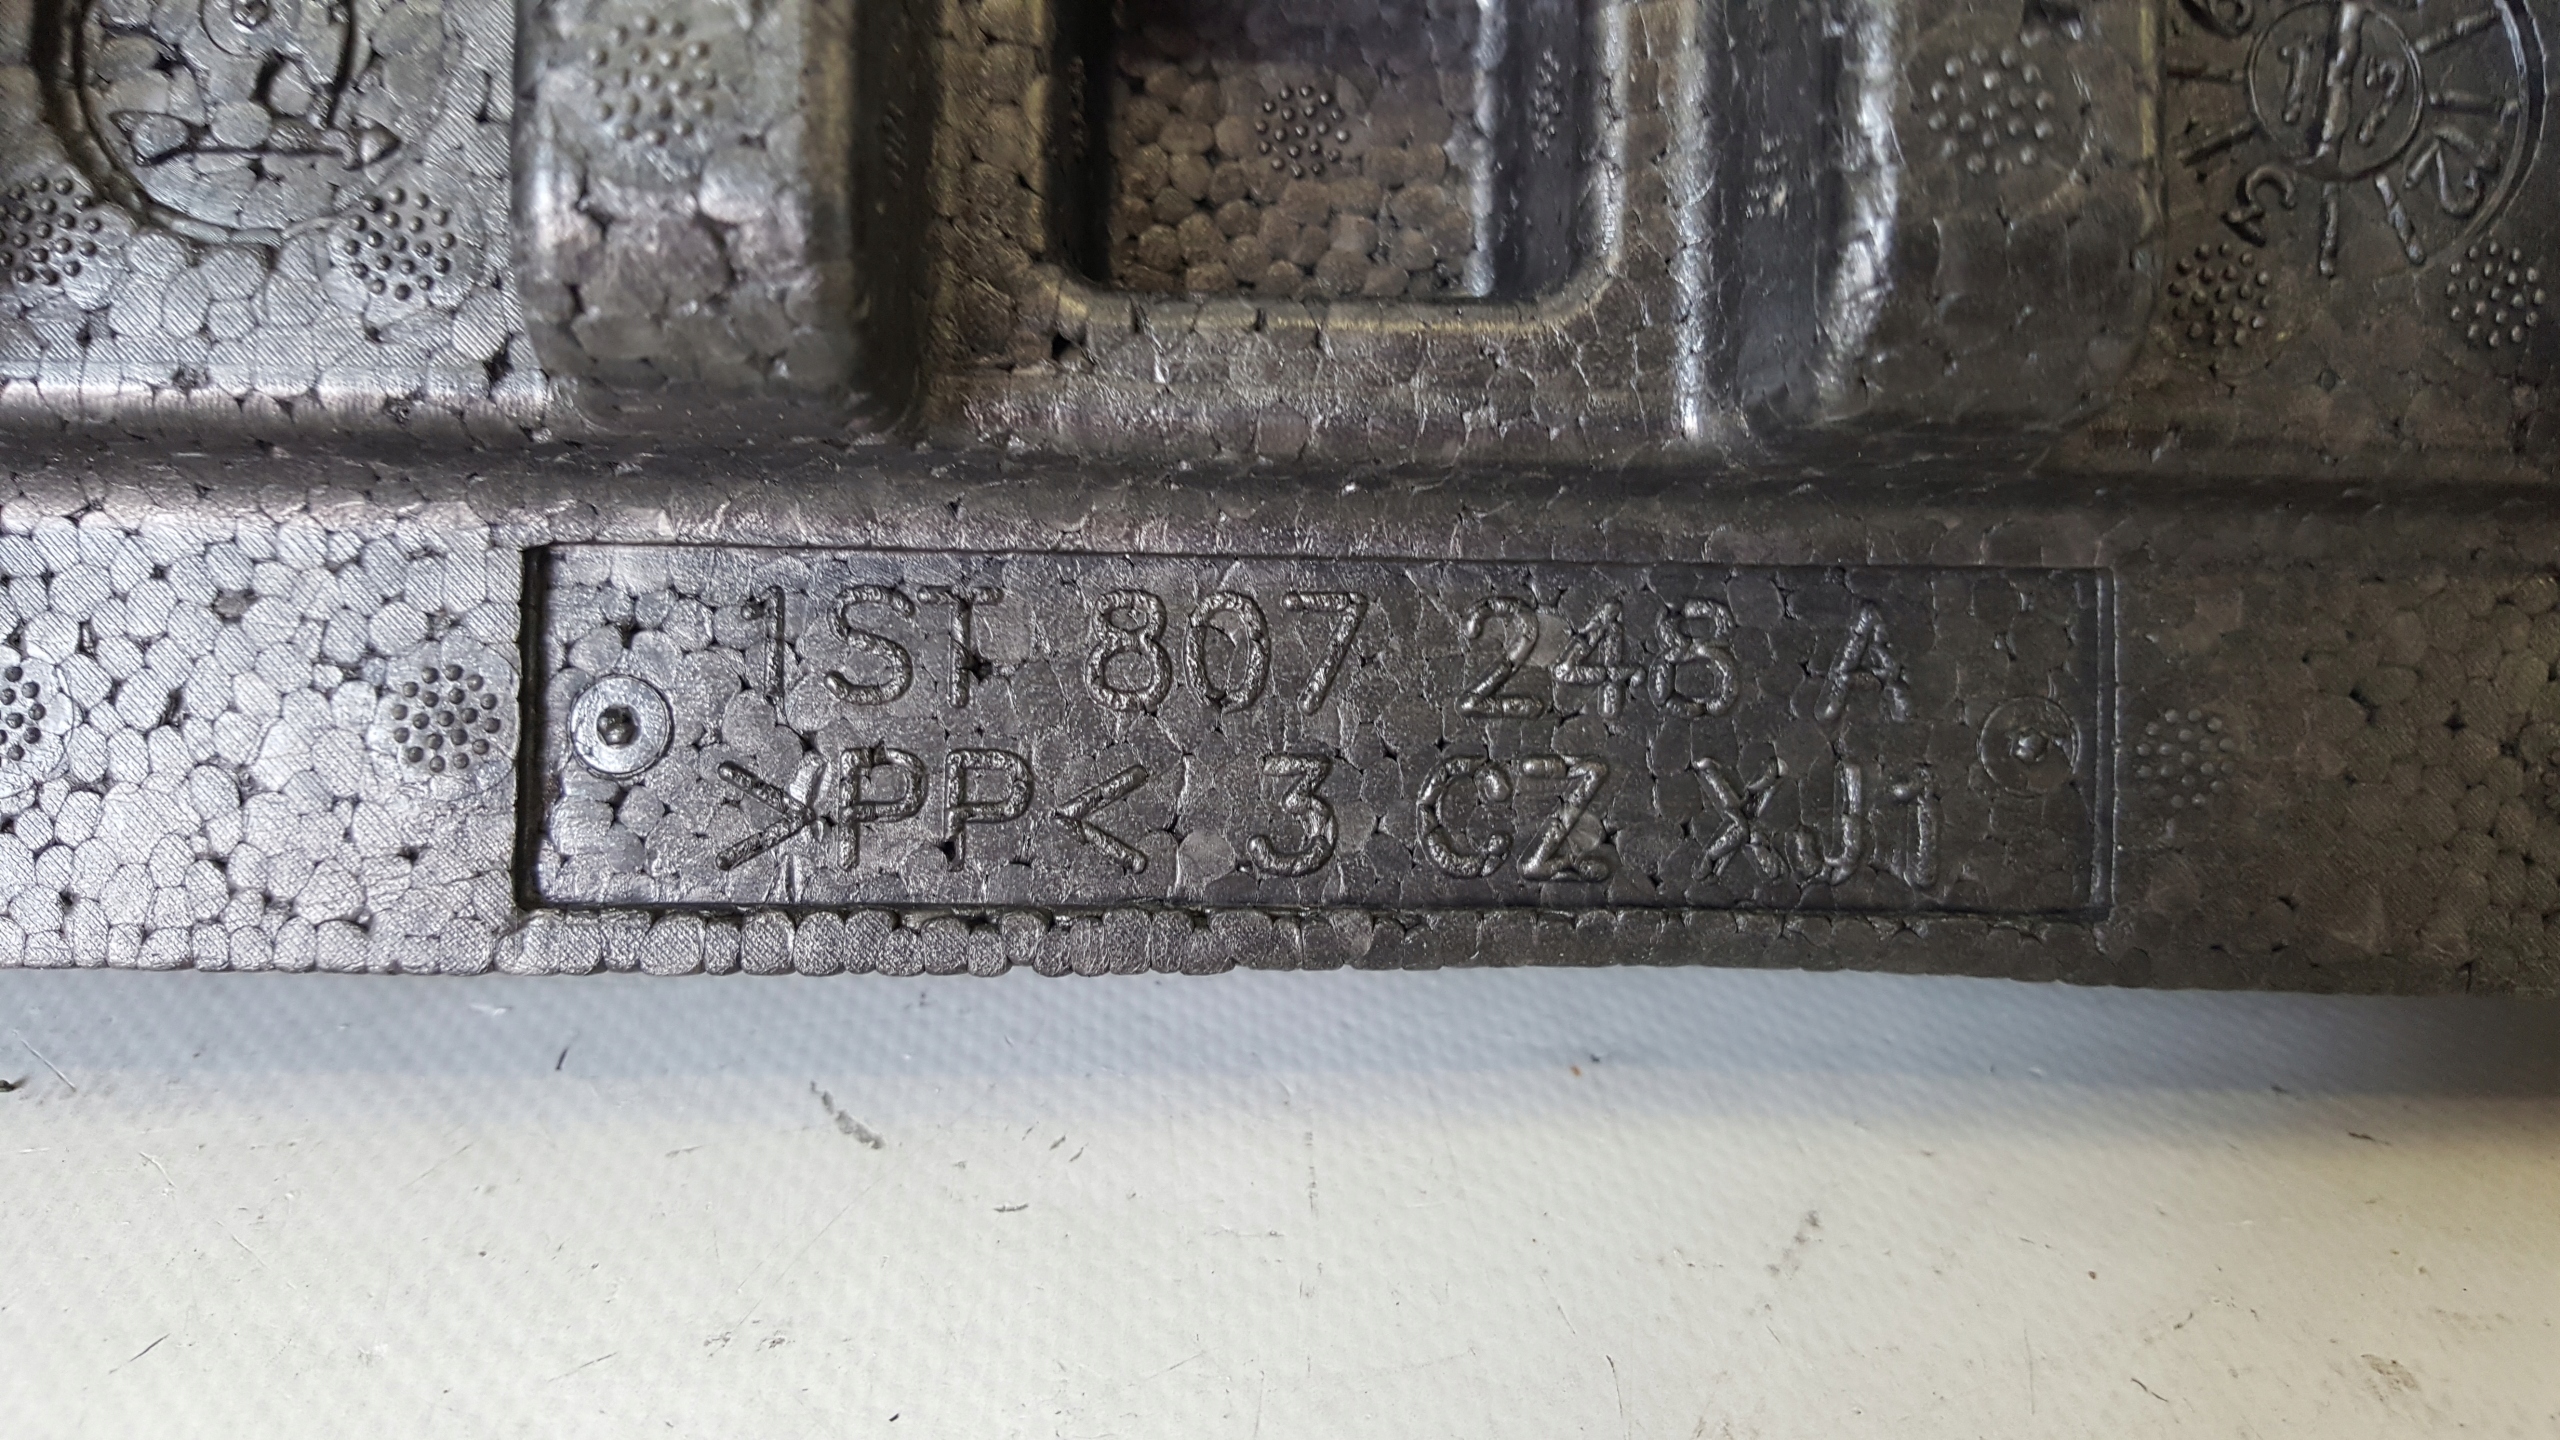 1ST 807 248 A
>PP< 3 CZ XJ1